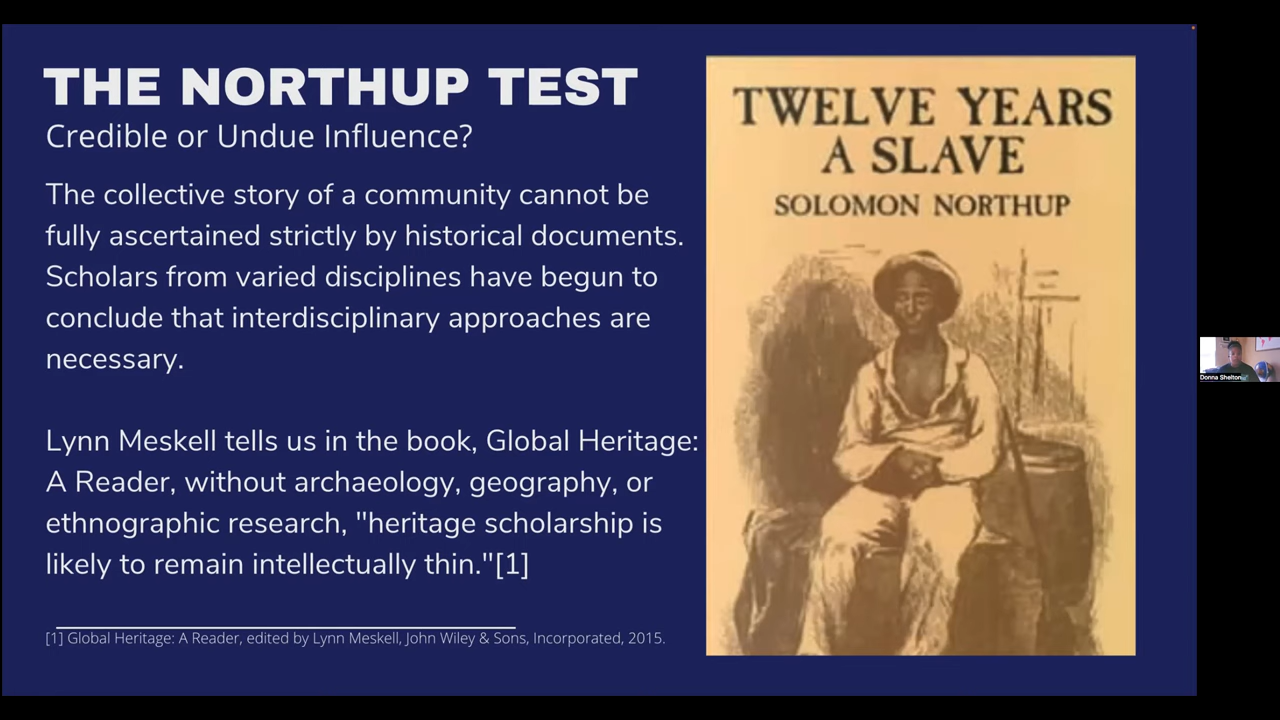 THE NORTHUP TEST
Credible or Undue Influence?
The collective story of a community cannot be
fully ascertained strictly by historical documents.
Scholars from varied disciplines have begun to
conclude that interdisciplinary approaches are
necessary.
Lynn Meskell tells us in the book, Global Heritage:
A Reader, without archaeology, geography, or
ethnographic research, "heritage scholarship is
likely to remain intellectually thin."[1]
[1] Global Heritage: A Reader, edited by Lynn Meskell, John Wiley & Sons, Incorporated, 2015.
TWELVE YEARS
A SLAVE
SOLOMON NORTHUP
Donna Shelton